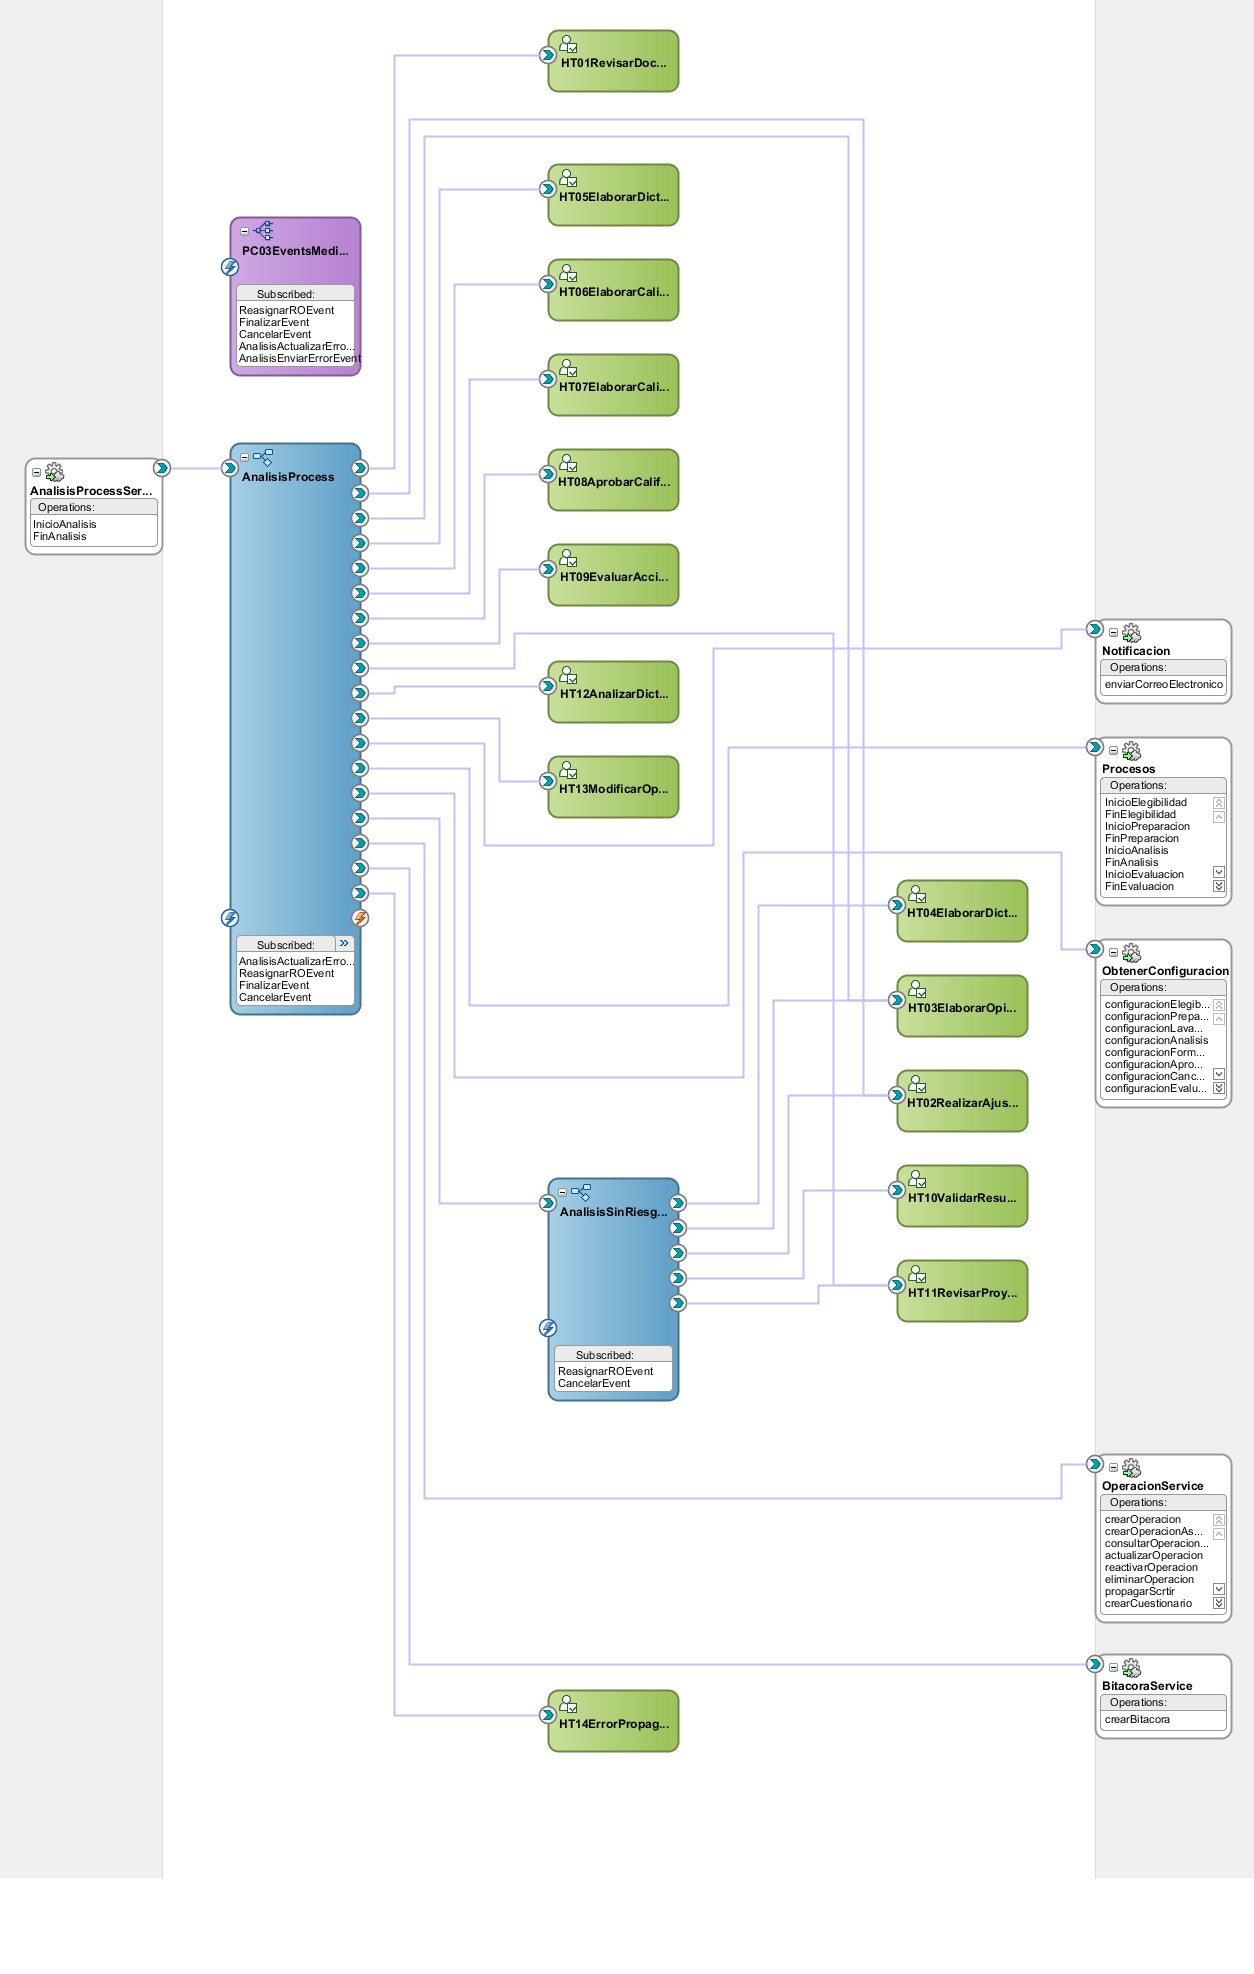 HT01RevisarDoc...
HT05ElaborarDict...
PC03EventsMedi...
Subscribed:
ReasignarROEvent
FinalizarEvent
CancelarEvent
AnalisisActualizarErro...
AnalisisEnviarErrorEvent
HT06ElaborarCali...
HT07ElaborarCali...
AnalisisProcessSer...
Operations:
InicioAnalisis
FinAnalisis
AnalisisProcess
Subscribed:
AnalisisActualizarErro...
ReasignarROEvent
FinalizarEvent
CancelarEvent
HT08AprobarCalif...
HT09EvaluarAcci...
HT12AnalizarDict...
HT13ModificarOp...
Notificacion
Operations:
enviarCorreoElectronico
Procesos
Operations:
InicioElegibilidad
FinElegibilidad
InicioPreparacion
FinPreparacion
InicioAnalisis
FinAnalisis
InicioEvaluacion
FinEvaluacion
HT04ElaborarDict...
ObtenerConfiguracion
Operations:
configuracionElegib...
configuracionPrepa...
configuracionLava...
configuracionAnalisis
configuracionForm...
configuracionApro...
configuracionCanc...
configuracionEvalu...
HT03ElaborarOpi...
HT02RealizarAjus...
HT10ValidarResu...
HT11RevisarProy...
AnalisisSinRiesg...
Subscribed:
ReasignarROEvent
CancelarEvent
OperacionService
Operations:
crearOperacion
crearOperacionAs...
consultarOperacion...
actualizarOperacion
reactivarOperacion
eliminarOperacion
propagarScrtir
crearCuestionario
BitacoraService
Operations:
crearBitacora
HT14ErrorPropag...